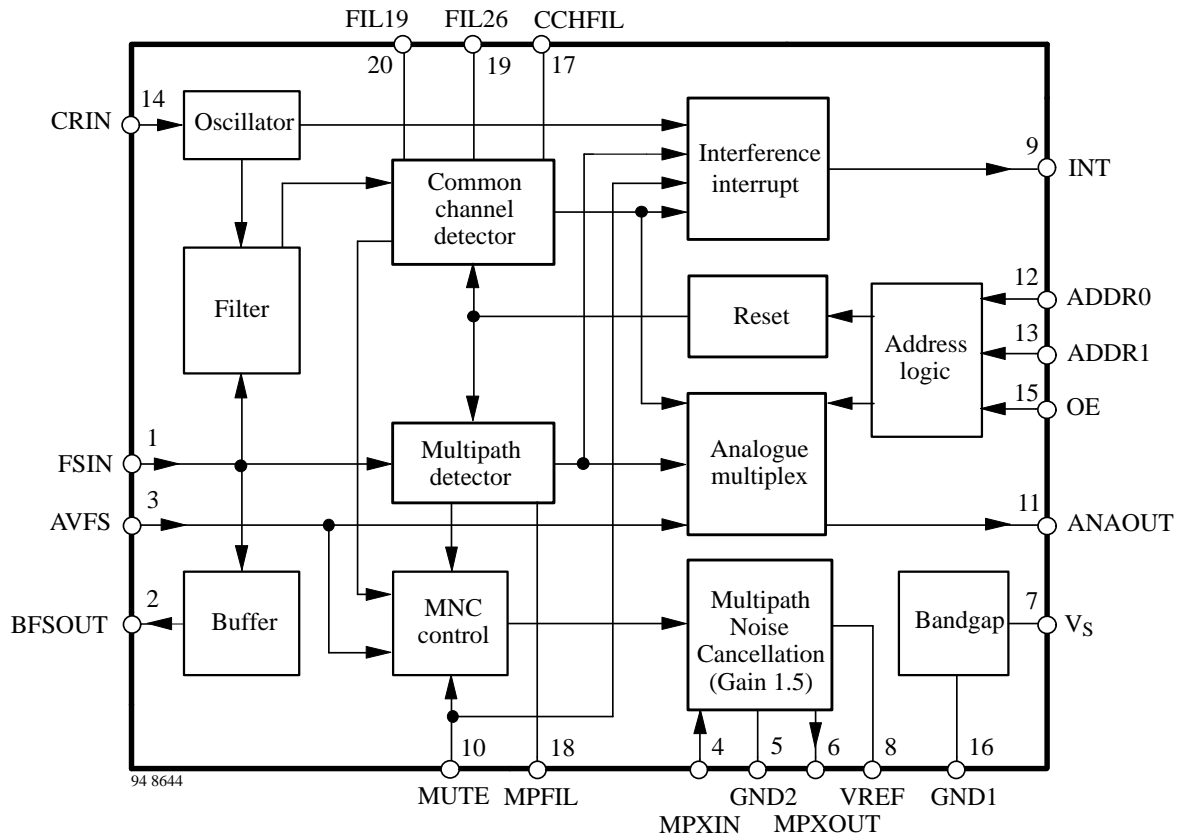 FIL19 FIL26 CCHFIL
20 19 17
14
CRIN
Oscillator
Interference
interrupt
9
INT
Common
channel
detector
12
ADDR0
Filter
Reset
13
ADDR1
Address
logic
15
OE
1
FSIN
Multipath
detector
Analogue
multiplex
3
AVFS
11
ANAOUT
2
BFSOUT
Buffer
MNC
control
Multipath
Noise
Cancellation
(Gain 1.5)
Bandgap
7
VS
10 18 4 5 6 8 16
94 8644
MUTE MPFIL GND2 VREF GND1
MPXIN MPXOUT